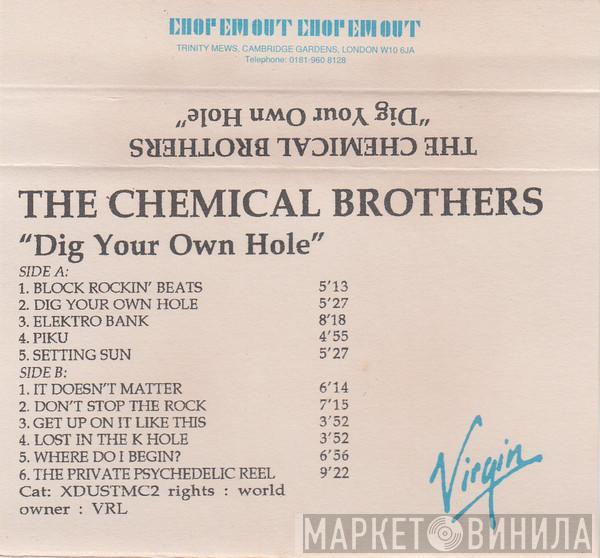 CHOP EM OUT CHOP EM OUT
TRINITY MEWS, CAMBRIDGE GARDENS, LONDON W10 6JA
Telephone: 0181-960 8128
THE CHEMICAL BROTHERS
"Dig Your Own Hole"
THE CHEMICAL BROTHERS
"Dig Your Own Hole"
SIDE A:
1. BLOCK ROCKIN' BEATS 5'13
2. DIG YOUR OWN HOLE 5'27
3. ELEKTRO BANK 8'18
4. PIKU 4'55
5. SETTING SUN 5'27
SIDE B:
1. IT DOESN'T MATTER 6'14
2. DON'T STOP THE ROCK 7'15
3. GET UP ON IT LIKE THIS 3'52
4. LOST IN THE K HOLE 3'52
5. WHERE DO I BEGIN? 6'56
6. THE PRIVATE PSYCHEDELIC REEL 9'22
Cat: XDUSTMC2 rights : world
owner : VRL
Virgin
МАРКЕТ ВИНИЛА